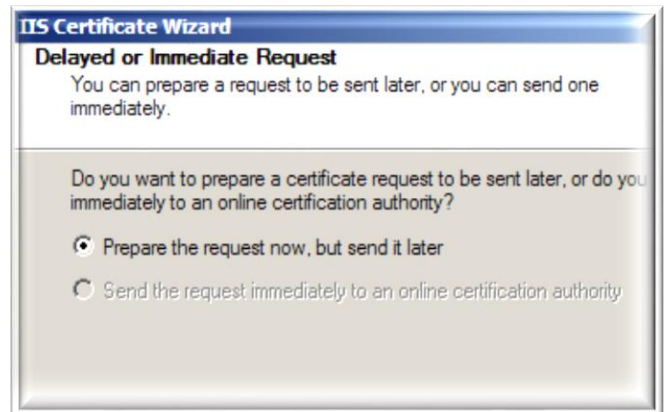 IIS Certificate Wizard
Delayed or Immediate Request
You can prepare a request to be sent later, or you can send one
immediately.
Do you want to prepare a certificate request to be sent later, or do you
immediately to an online certification authority?
Prepare the request now, but send it later
Send the request immediately to an online certification authority